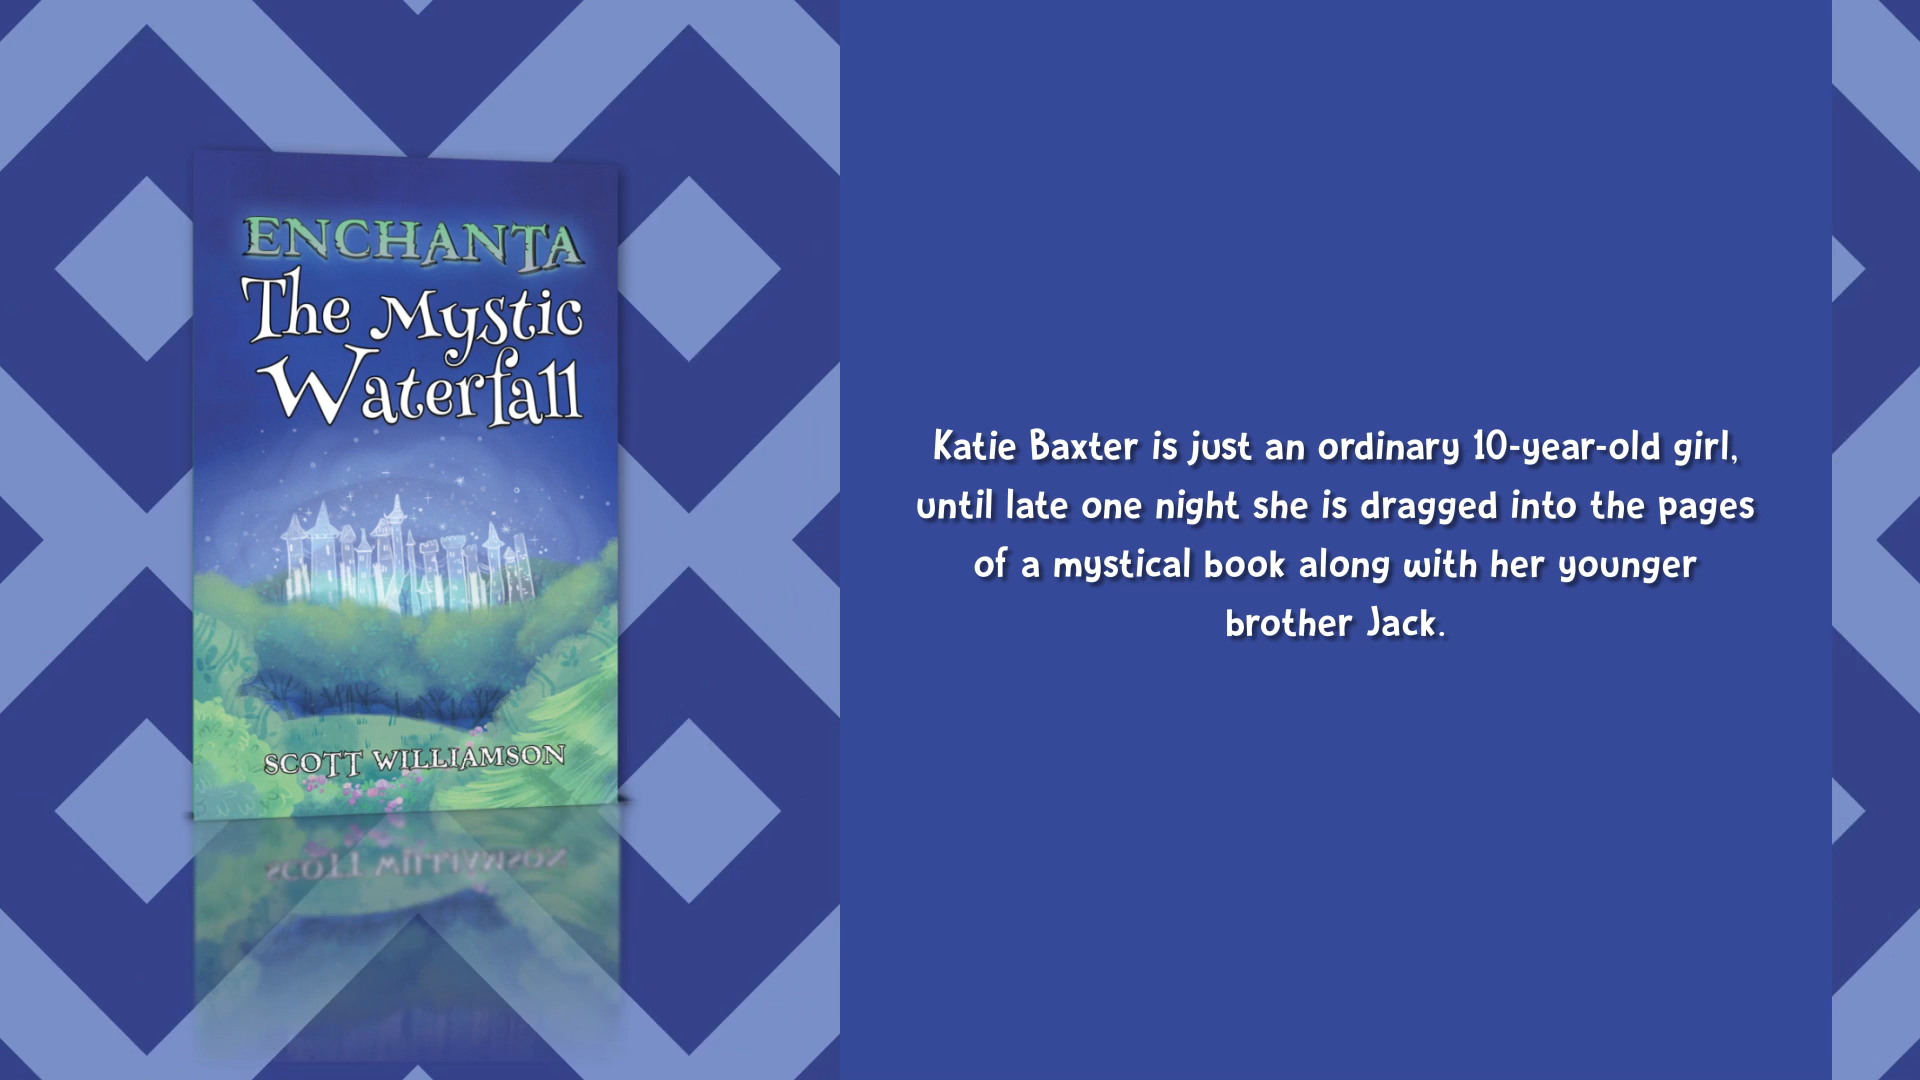 ENCHANTA
The Mystic
Waterfall
SCOTT WILLIAMSON
Katie Baxter is just an ordinary 10-year-old girl,
until late one night she is dragged into the pages
of a mystical book along with her younger
brother Jack.